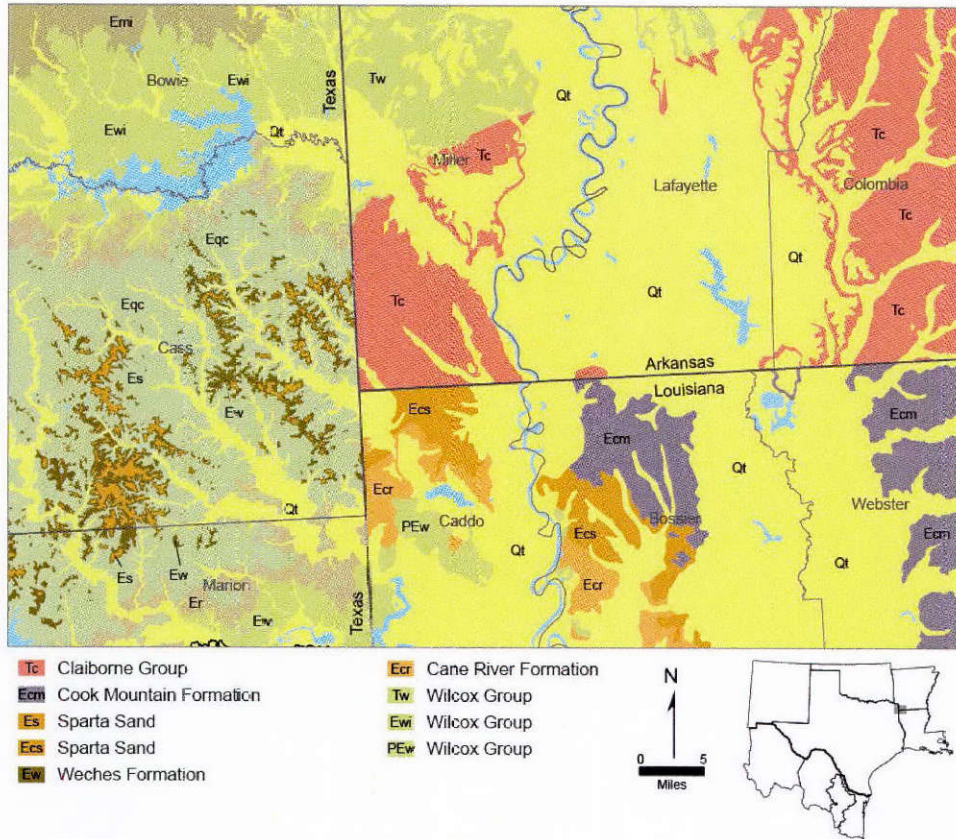 Emi
Bowie
Ewi
Ewi
Qt
Texas
Tw
Qt
Miller
Tc
Lafayette
Tc
Colombia
Tc
Eqc
Eqc
Cass
Es
Ew
Tc
Qt
Qt
Tc
Arkansas
Louisiana
Ecs
Ecm
Ecm
Qt
Ecr
PEw
Caddo
Qt
Ecs
Bossier
Webster
Qt
Ecm
Ecr
Qt
Es
Ew
Marion
Er
Ew
Texas
Tc Claiborne Group
Ecm Cook Mountain Formation
Es Sparta Sand
Ecs Sparta Sand
Ew Weches Formation
Ecr Cane River Formation
Tw Wilcox Group
Ewi Wilcox Group
PEw Wilcox Group
N
0 5
Miles